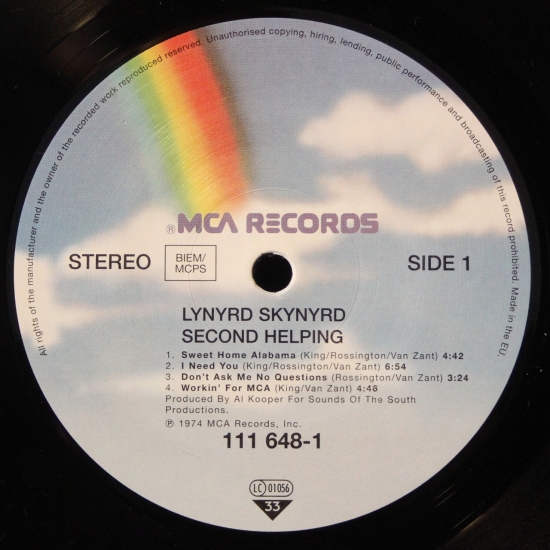 All rights of the manufacturer and the owner of the recorded work reproduced reserved. Unauthorised copying, hiring, lending, public performance and broadcasting of this record prohibited. Made in the EU.
® MCA RECORDS
STEREO BIEM/ MCPS SIDE 1
LYNYRD SKYNYRD
SECOND HELPING
1. Sweet Home Alabama (King/Rossington/Van Zant) 4:42
2. I Need You (King/Rossington/Van Zant) 6:54
3. Don't Ask Me No Questions (Rossington/Van Zant) 3:24
4. Workin' For MCA (King/Van Zant) 4:46
Produced By Al Kooper For Sounds Of The South
Productions.
℗ 1974 MCA Records, Inc.
111 648-1
LC 01056
33